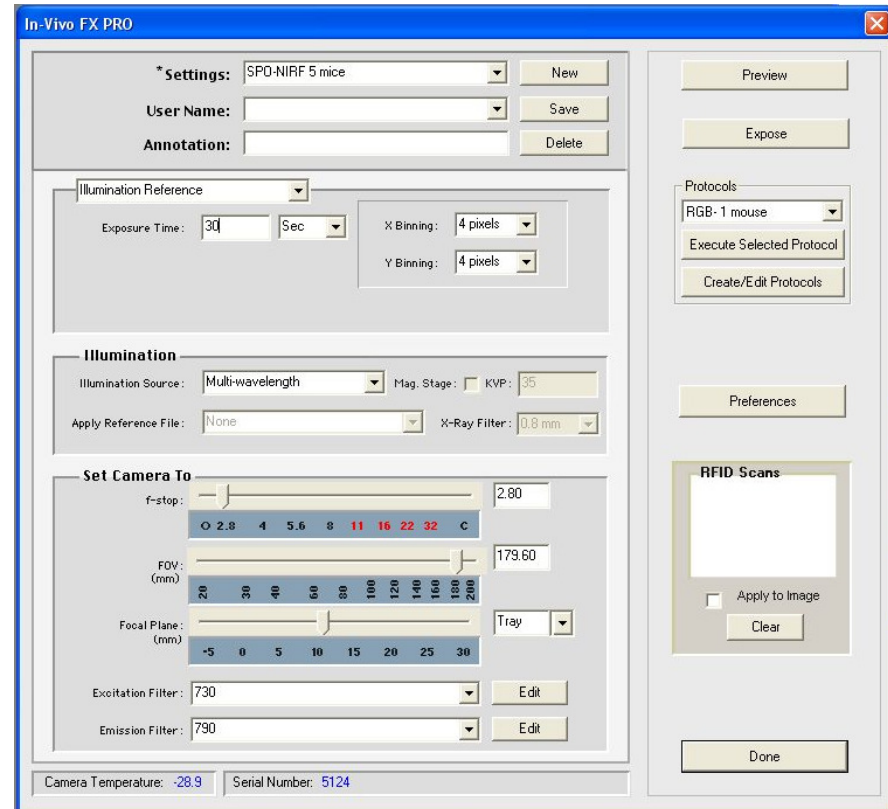 In-Vivo FX PRO
*Settings: SPO-NIRF 5 mice New
User Name: Save
Annotation: Delete
Illumination Reference
Exposure Time: 30 Sec
X Binning: 4 pixels
Y Binning: 4 pixels
Illumination
Illumination Source: Multi-wavelength Mag. Stage: KVP: 35
Apply Reference File: None X-Ray Filter: 0.8 mm
Set Camera To
f-stop: 2.80
O 2.8 4 5.6 8 11 16 22 32 C
FOV: 179.60
(mm)
20 30 40 60 80 100 120 140 160 180 200
Focal Plane: Tray
(mm)
-5 0 5 10 15 20 25 30
Excitation Filter: 730 Edit
Emission Filter: 790 Edit
Camera Temperature: -28.9 Serial Number: 5124
Preview
Expose
Protocols
RGB- 1 mouse
Execute Selected Protocol
Create/Edit Protocols
Preferences
RFID Scans
Apply to Image
Clear
Done